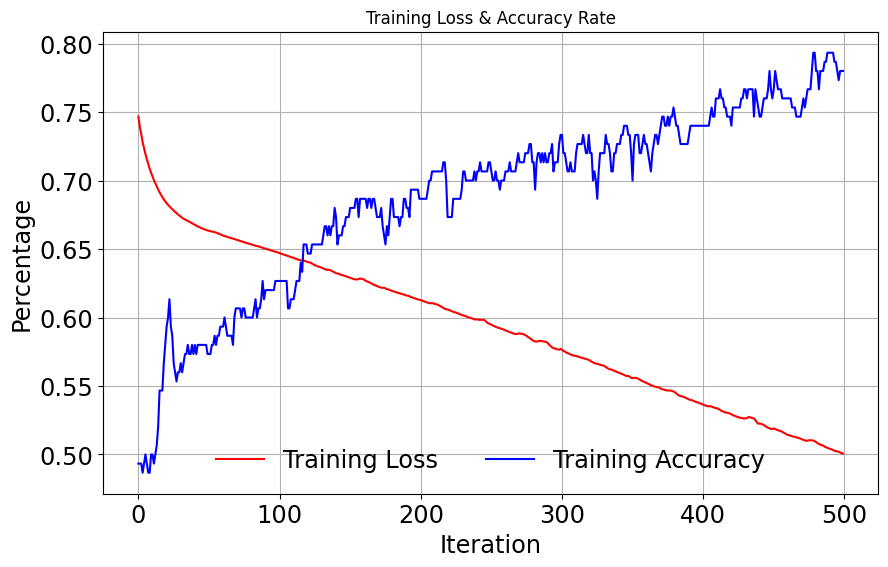 Training Loss & Accuracy Rate
0.80
0.75
0.70
0.65
0.60
0.55
0.50
Percentage
Training Loss Training Accuracy
0 100 200 300 400 500
Iteration